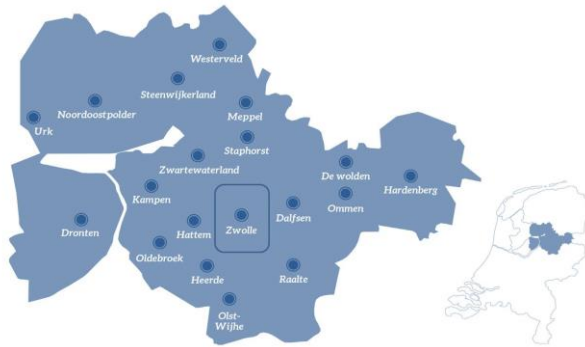 Westerveld
Steenwijkerland
Noordoostpolder
Meppel
Urk
Staphorst
Zwartewaterland
De wolden
Hardenberg
Kampen
Ommen
Dalfsen
Hattem
Zwolle
Dronten
Oldebroek
Heerde
Raalte
Olst-
Wijhe